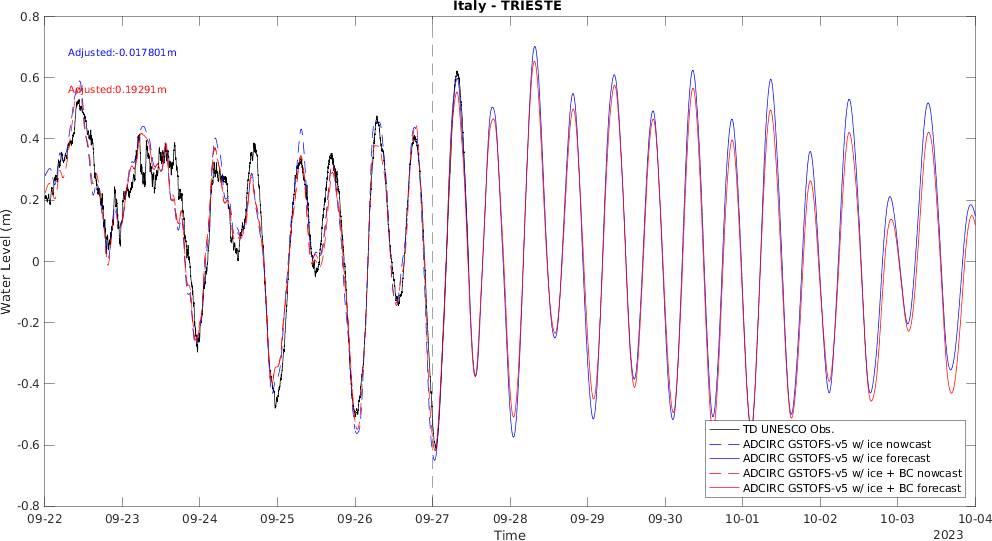 Italy - TRIESTE
Adjusted:-0.017801m
Adjusted:0.19291m
Water Level (m)
0.8
0.6
0.4
0.2
0
-0.2
-0.4
-0.6
-0.8
TD UNESCO Obs.
ADCIRC GSTOFS-v5 w/ ice nowcast
ADCIRC GSTOFS-v5 w/ ice forecast
ADCIRC GSTOFS-v5 w/ ice + BC nowcast
ADCIRC GSTOFS-v5 w/ ice + BC forecast
09-22 09-23 09-24 09-25 09-26 09-27 09-28 09-29 09-30 10-01 10-02 10-03 10-04
Time
2023